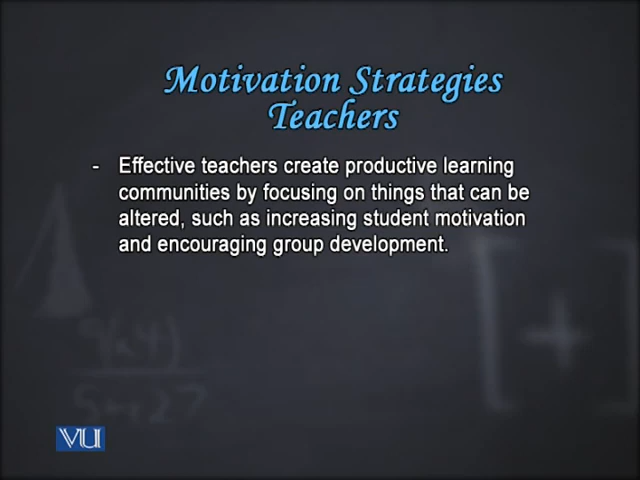 Motivation Strategies
Teachers
- Effective teachers create productive learning
communities by focusing on things that can be
altered, such as increasing student motivation
and encouraging group development.
VU